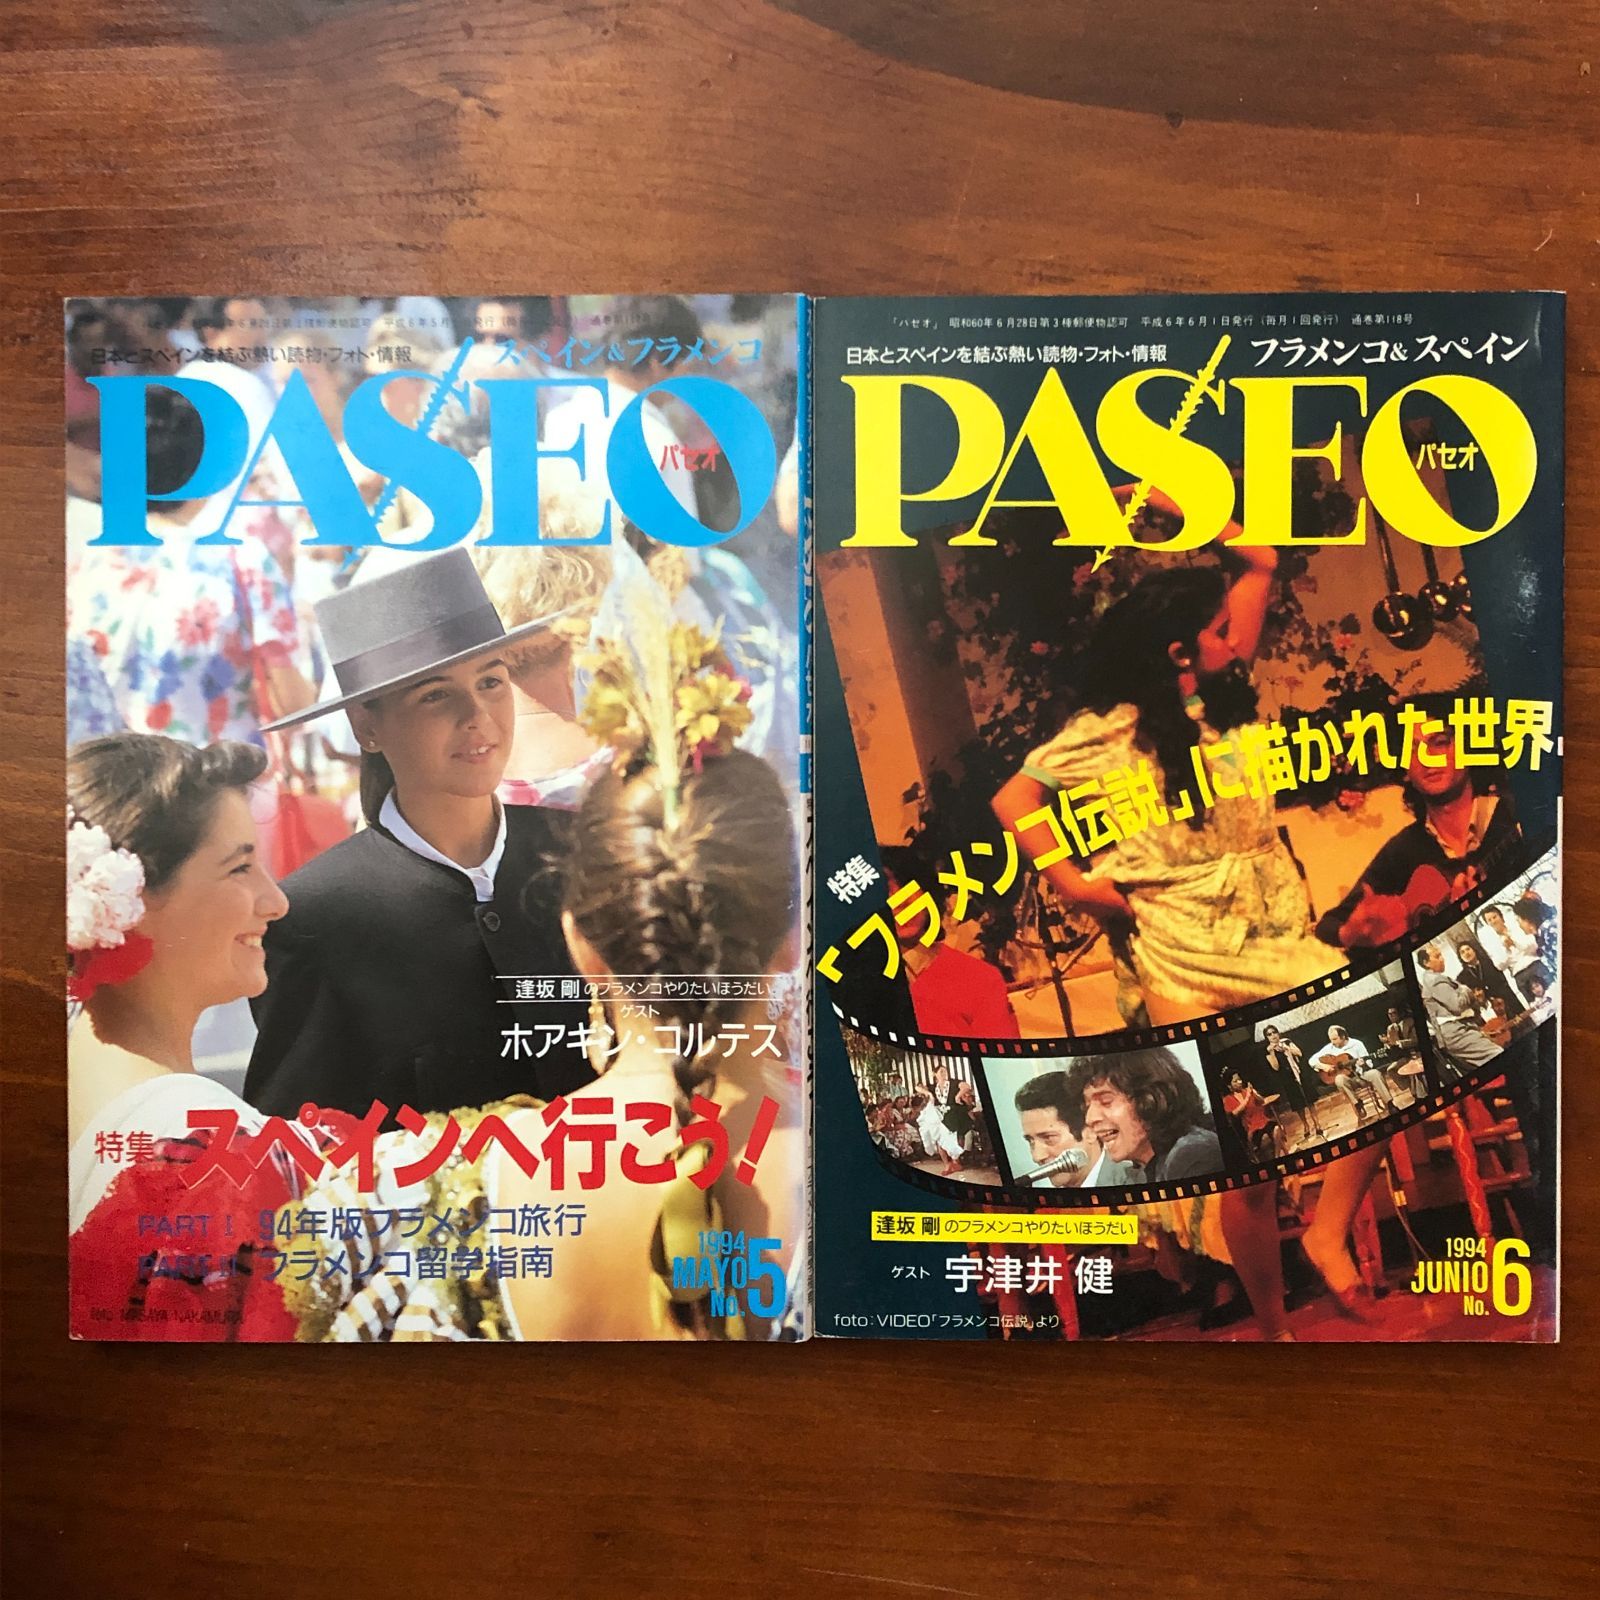 日本とスペインを結ぶ熱い読物・フォト・情報
スペイン&フラメンコ
PASEO
パセオ
逢坂 剛のフラメンコやりたいほうだい
ゲスト
ホアキン・コルテス
特集 スペインへ行こう!
PART I 94年版フラメンコ旅行
PART II フラメンコ留学指南
1994
MAYO 5
No.
foto: MASAYA NAKAMURA
「パセオ」 昭和60年6月28日第3種郵便物認可 平成6年6月1日発行(毎月1回発行) 通巻第118号
日本とスペインを結ぶ熱い読物・フォト・情報
フラメンコ&スペイン
PASEO
パセオ
特集
「フラメンコ伝説」に描かれた世界
逢坂 剛のフラメンコやりたいほうだい
ゲスト 宇津井 健
1994
JUNIO 6
No.
foto:VIDEO「フラメンコ伝説」より